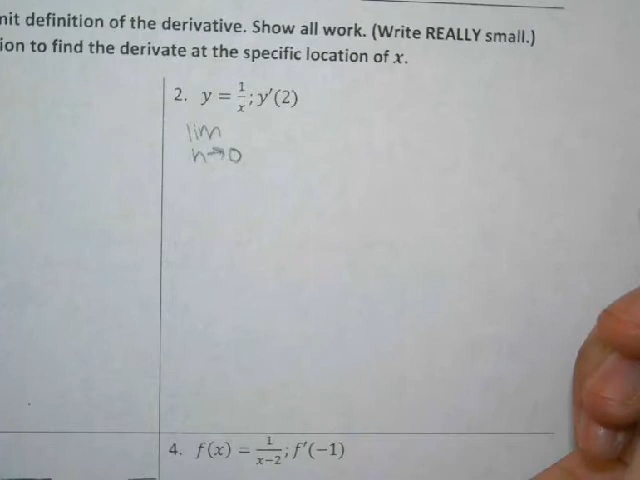 nit definition of the derivative. Show all work. (Write REALLY small.)
ion to find the derivate at the specific location of x.
2. y = 1/x; y'(2)
lim
h→0
4. f(x) = 1/(x-2); f'(-1)